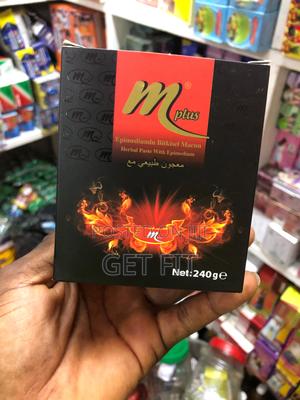 m®
plus
Epimediumlu Bitkisel Macun
Herbal Paste With Epimedium
معجون طبيعي مع
GET FIT
m
Net:240g℮